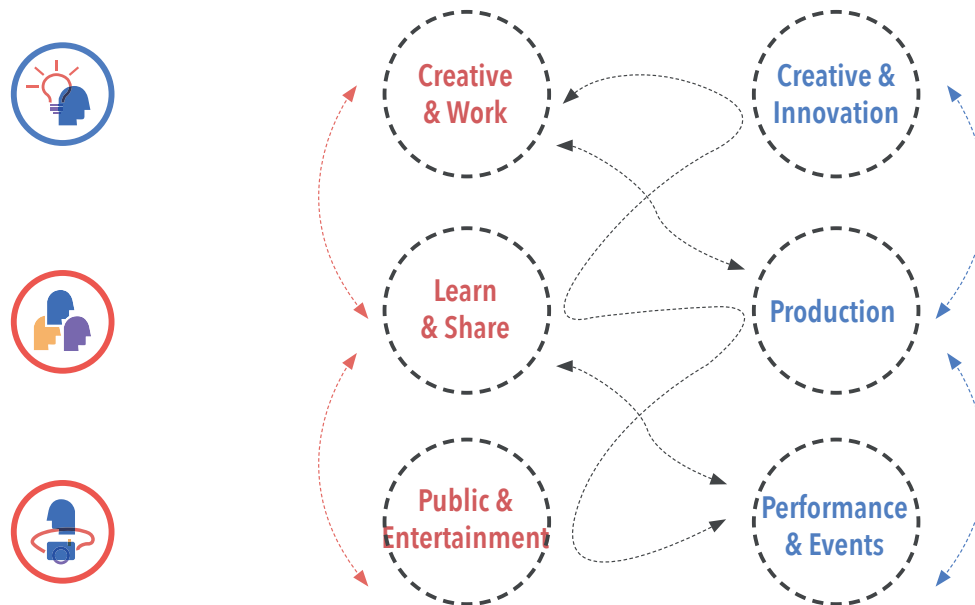 Creative
& Work
Creative &
Innovation
Learn
& Share
Production
Public &
Entertainment
Performance
& Events